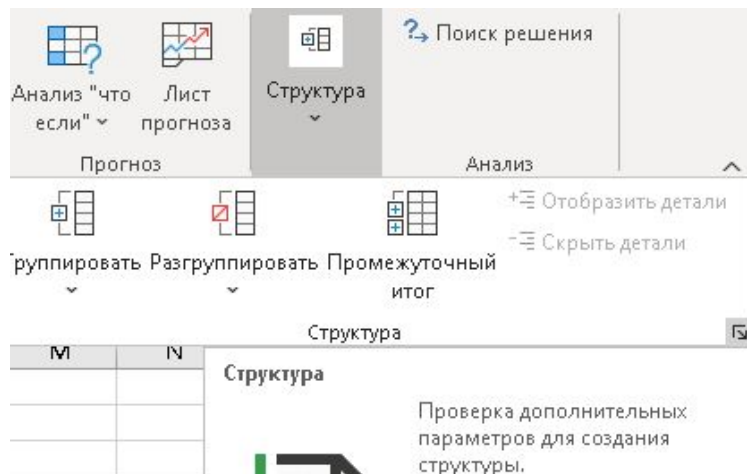 Анализ "что
если"
Лист
прогноза
Структура
Поиск решения
Прогноз
Анализ
Отобразить детали
Скрыть детали
руппировать Разгруппировать Промежуточный
итог
Структура
M N
Структура
Проверка дополнительных
параметров для создания
структуры.